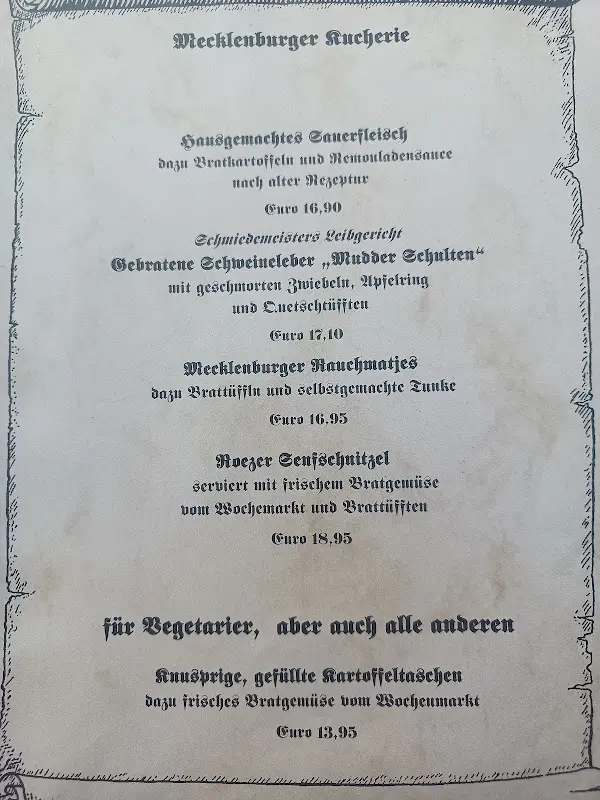 Mecklenburger Kucherie
Hausgemachtes Sauerfleisch
dazu Bratkartoffeln und Remouladensauce
nach alter Rezeptur
Euro 16,90
Schmiedemeisters Leibgericht
Gebratene Schweineleber „Mudder Schulten“
mit geschmorten Zwiebeln, Apfelring
und Quetschtüfften
Euro 17,10
Mecklenburger Rauchmatjes
dazu Brattüffln und selbstgemachte Tunke
Euro 16.95
Roezer Senfschnitzel
serviert mit frischem Bratgemüse
vom Wochemarkt und Brattüfften
Euro 18,95
für Vegetarier, aber auch alle anderen
Knusprige, gefüllte Kartoffeltaschen
dazu frisches Bratgemüse vom Wochenmarkt
Euro 13,95